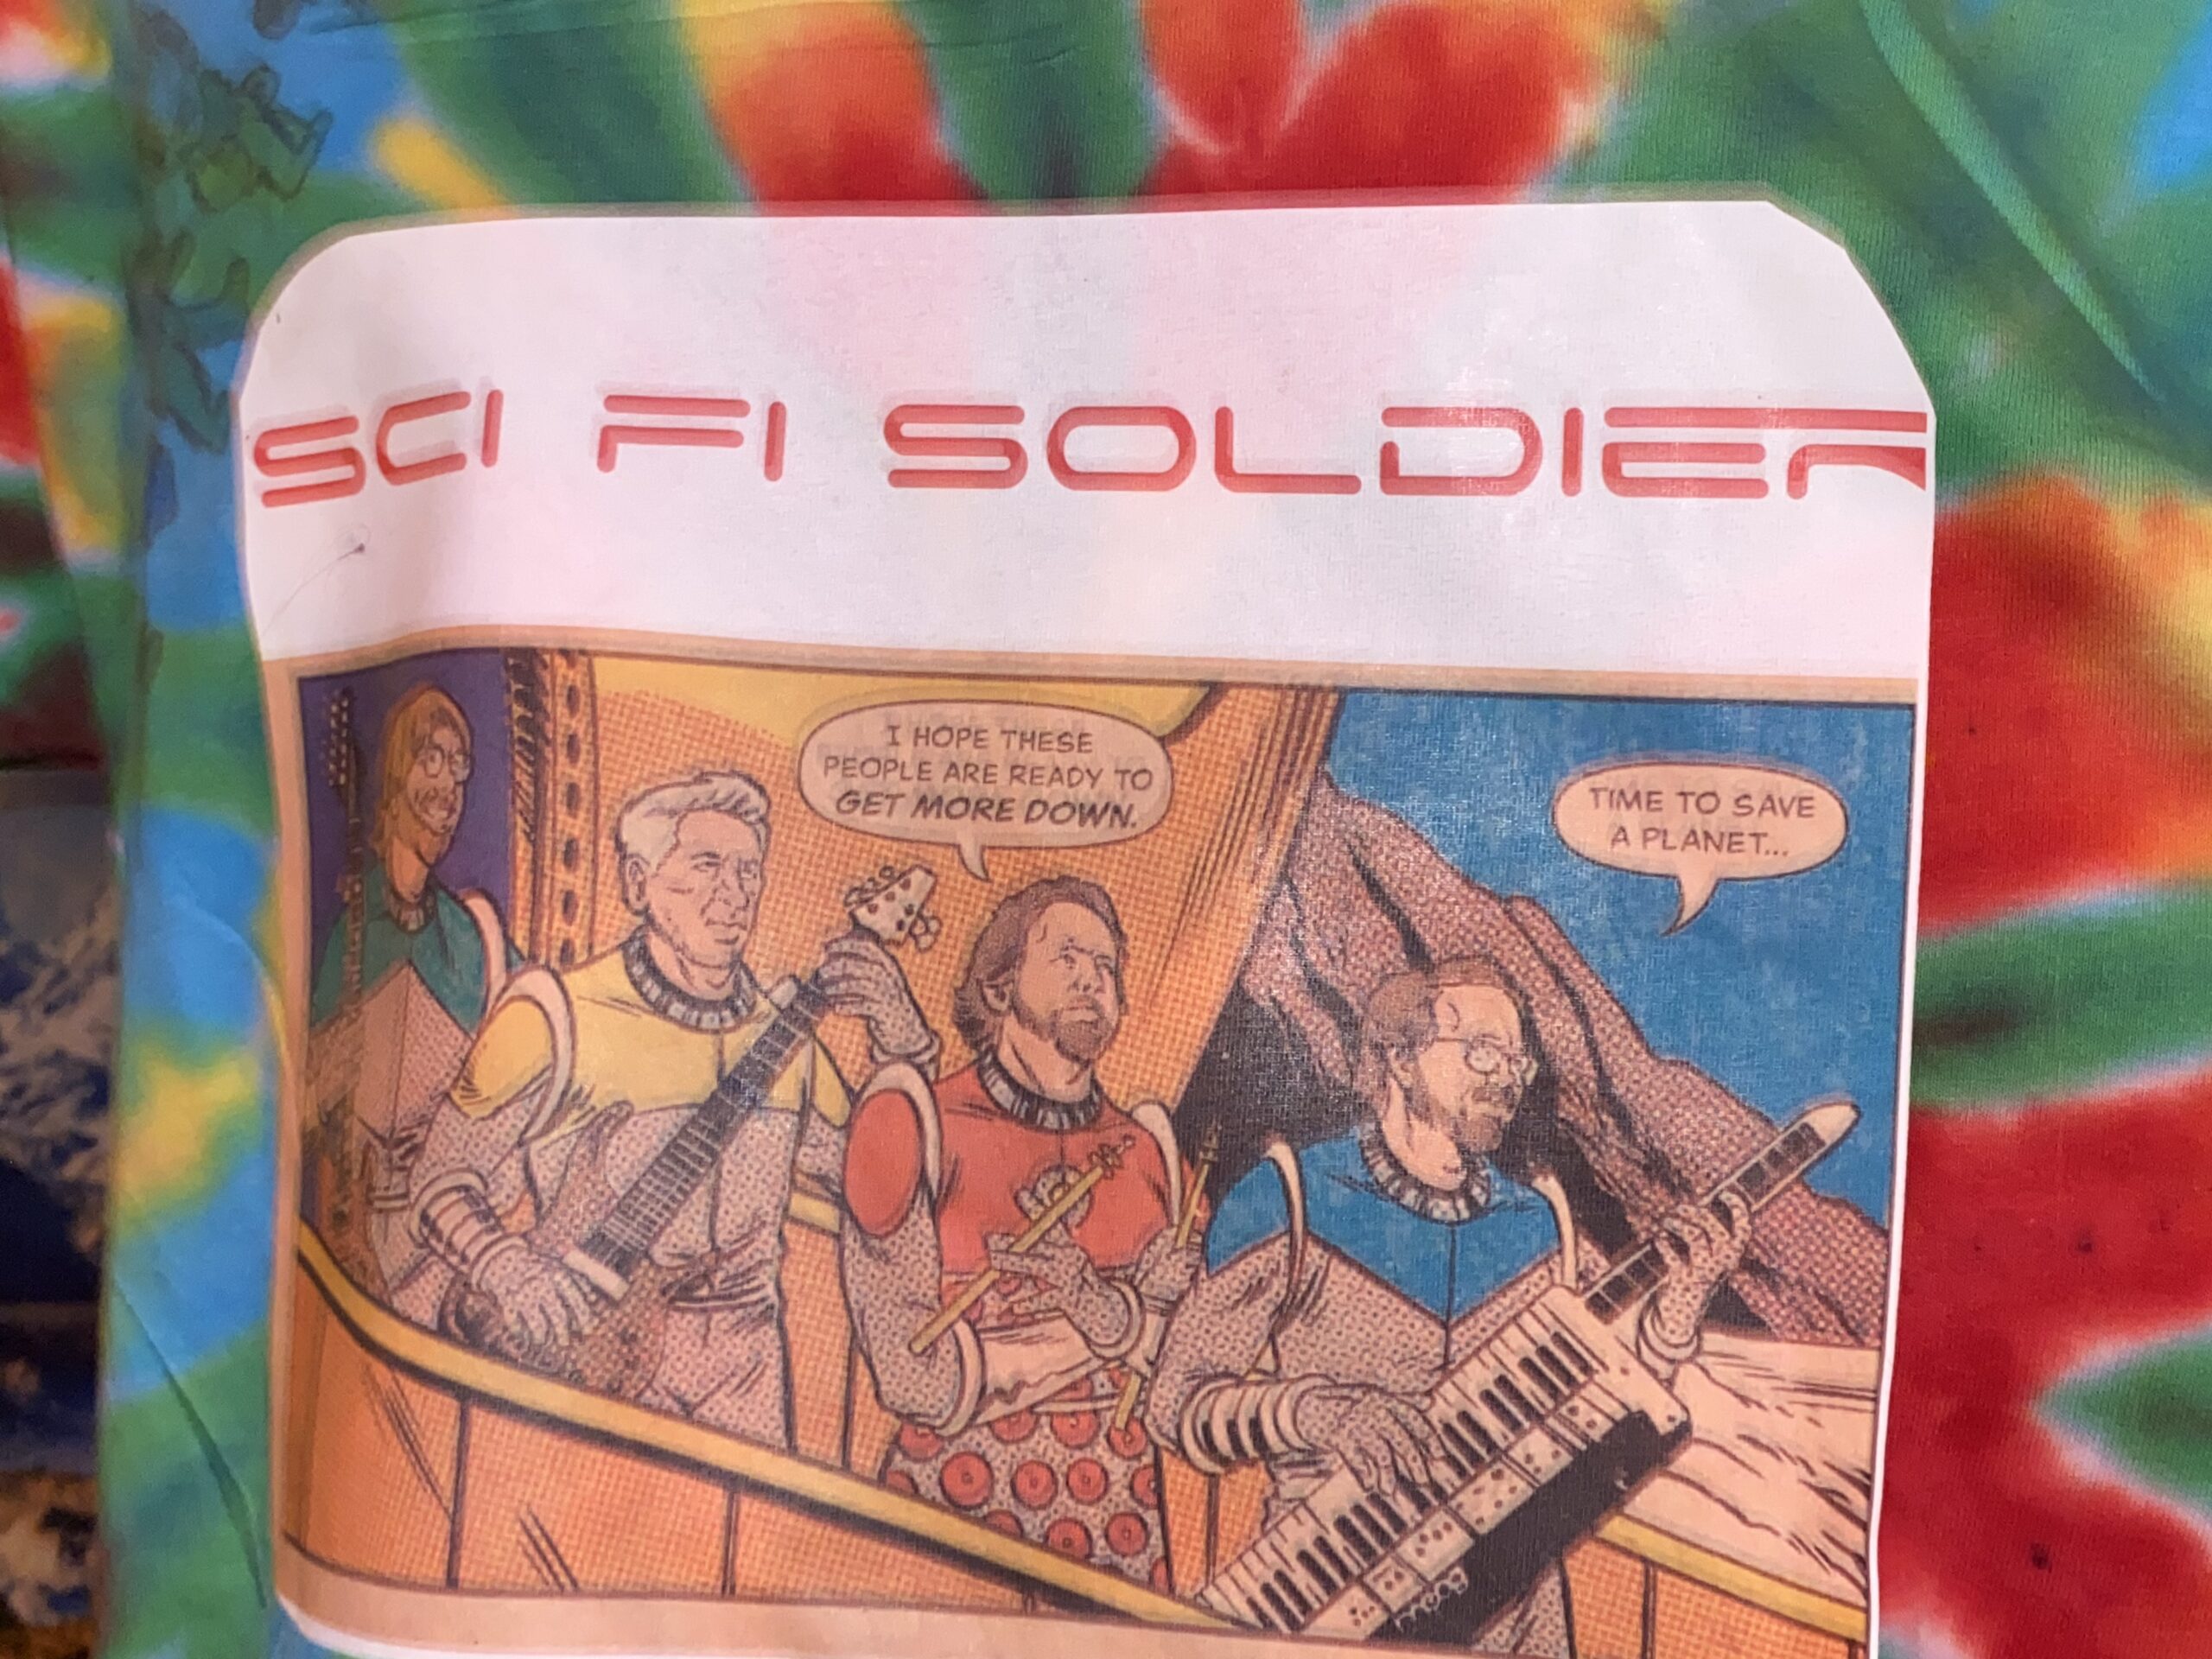 SCI FI SOLDIER
I HOPE THESE
PEOPLE ARE READY TO
GET MORE DOWN.
TIME TO SAVE
A PLANET...